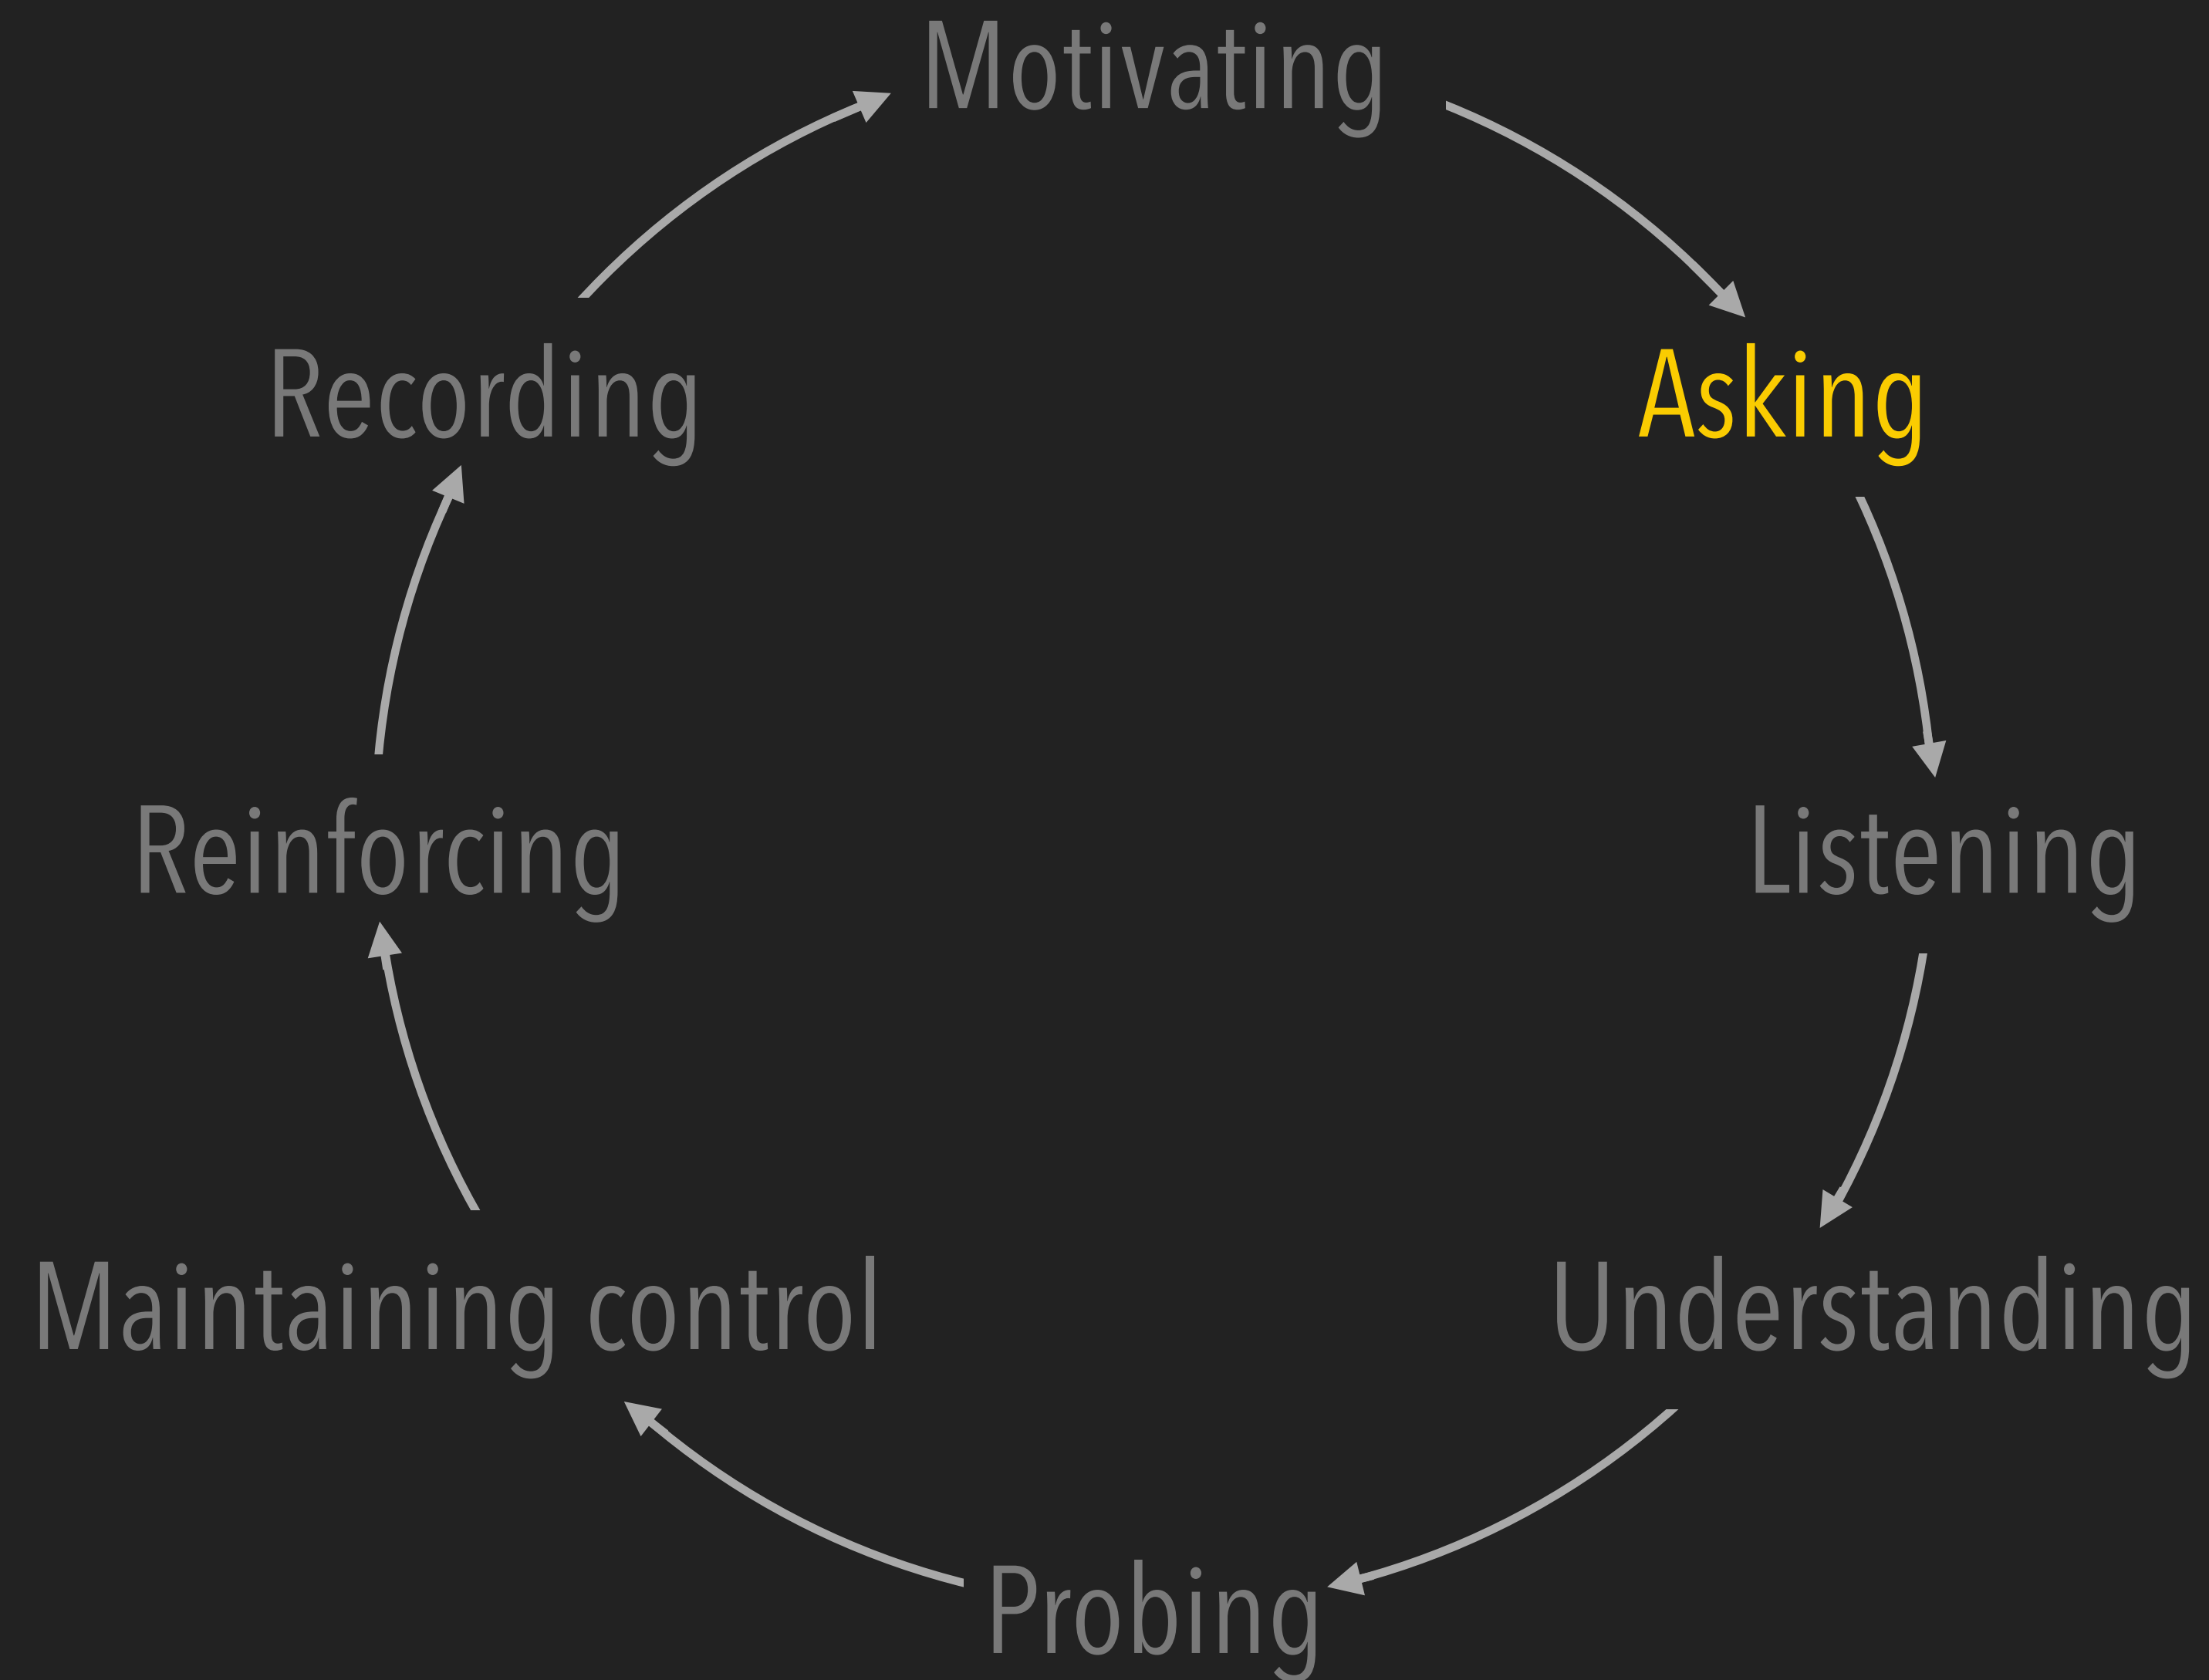 Motivating
Recording
Asking
Reinforcing
Listening
Maintaining control
Understanding
Probing